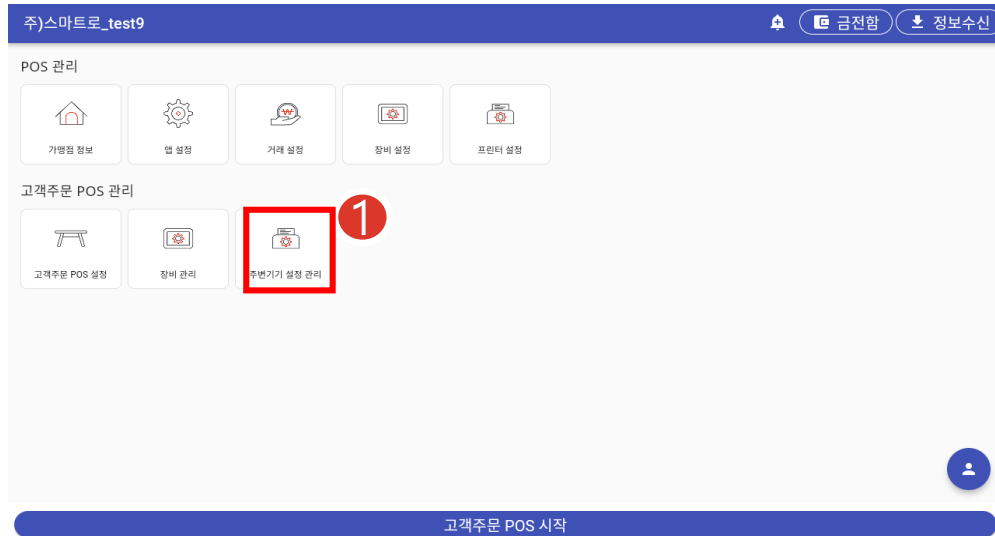 주)스마트로_test9
금전함
정보수신
POS 관리
가맹점 정보
앱 설정
거래 설정
장비 설정
프린터 설정
고객주문 POS 관리
1
고객주문 POS 설정
장비 관리
주변기기 설정 관리
고객주문 POS 시작